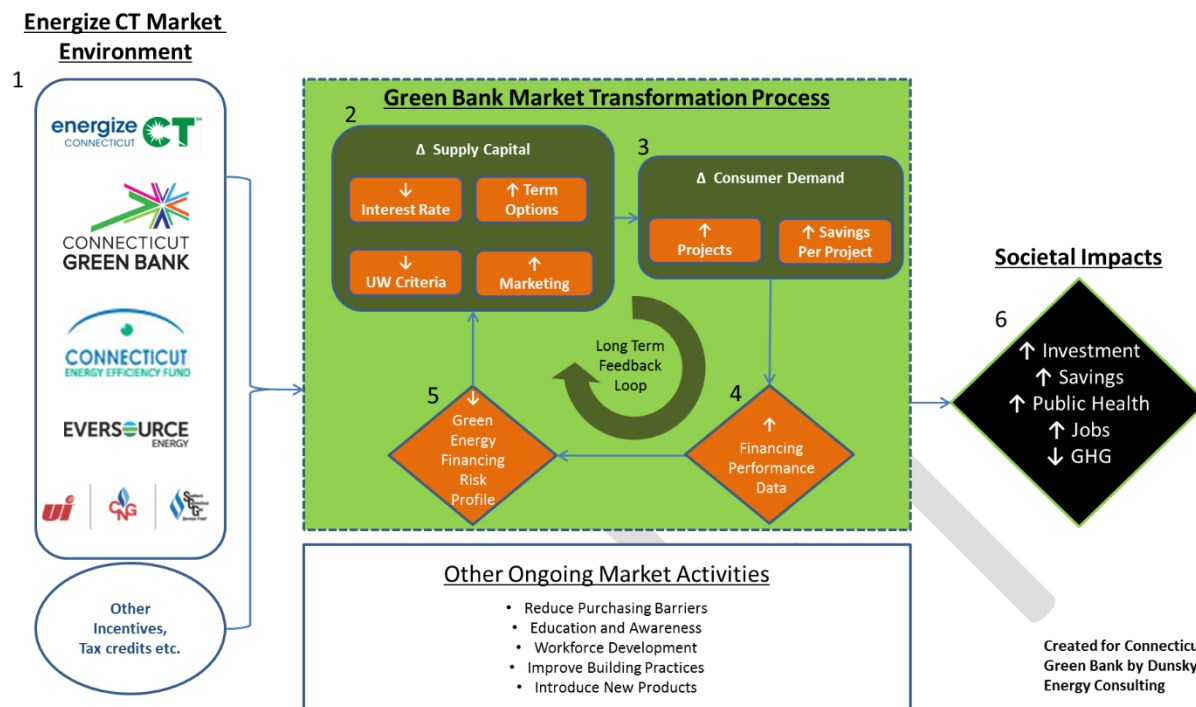 Energize CT Market
Environment
1
energize CT™
CONNECTICUT
CONNECTICUT
GREEN BANK
CONNECTICUT
ENERGY EFFICIENCY FUND
EVERSOURCE
ENERGY
ui
CNG
Other
Incentives,
Tax credits etc.
Green Bank Market Transformation Process
2
Δ Supply Capital
↓
Interest Rate
↑ Term
Options
↓
UW Criteria
↑
Marketing
3
Δ Consumer Demand
↑
Projects
↑ Savings
Per Project
Long Term
Feedback
Loop
4
↑
Financing
Performance
Data
5
↓
Green
Energy
Financing
Risk
Profile
Other Ongoing Market Activities
• Reduce Purchasing Barriers
• Education and Awareness
• Workforce Development
• Improve Building Practices
• Introduce New Products
Societal Impacts
6
↑ Investment
↑ Savings
↑ Public Health
↑ Jobs
↓ GHG
Created for Connecticu
Green Bank by Dunsky
Energy Consulting